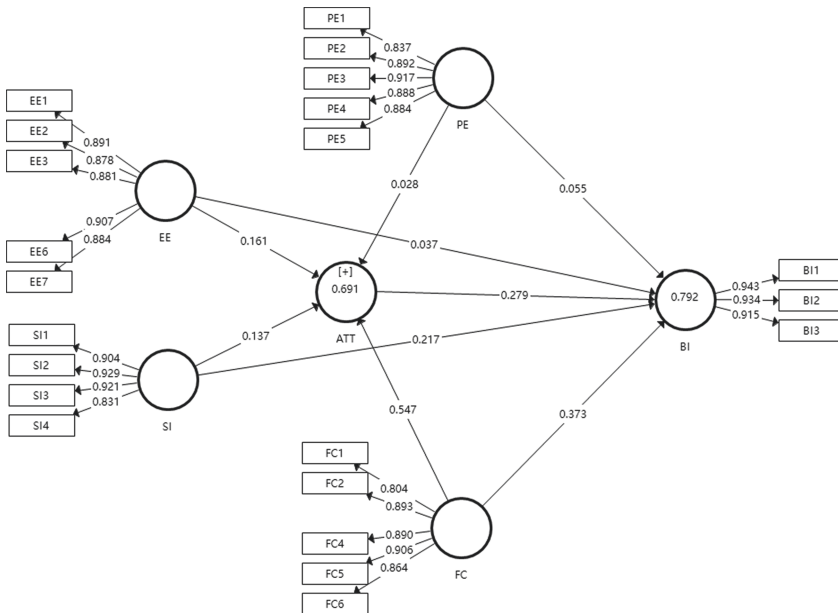 PE1
PE2
PE3
PE4
PE5
0.837
0.892
0.917
0.888
0.884
PE
EE1
EE2
EE3
EE6
EE7
0.891
0.878
0.881
0.907
0.884
EE
0.028
0.055
0.161
0.037
[+]
0.691
ATT
0.279
0.792
BI
0.943
0.934
0.915
BI1
BI2
BI3
SI1
SI2
SI3
SI4
0.904
0.929
0.921
0.831
SI
0.137
0.217
0.547
0.373
FC1
FC2
FC4
FC5
FC6
0.804
0.893
0.890
0.906
0.864
FC